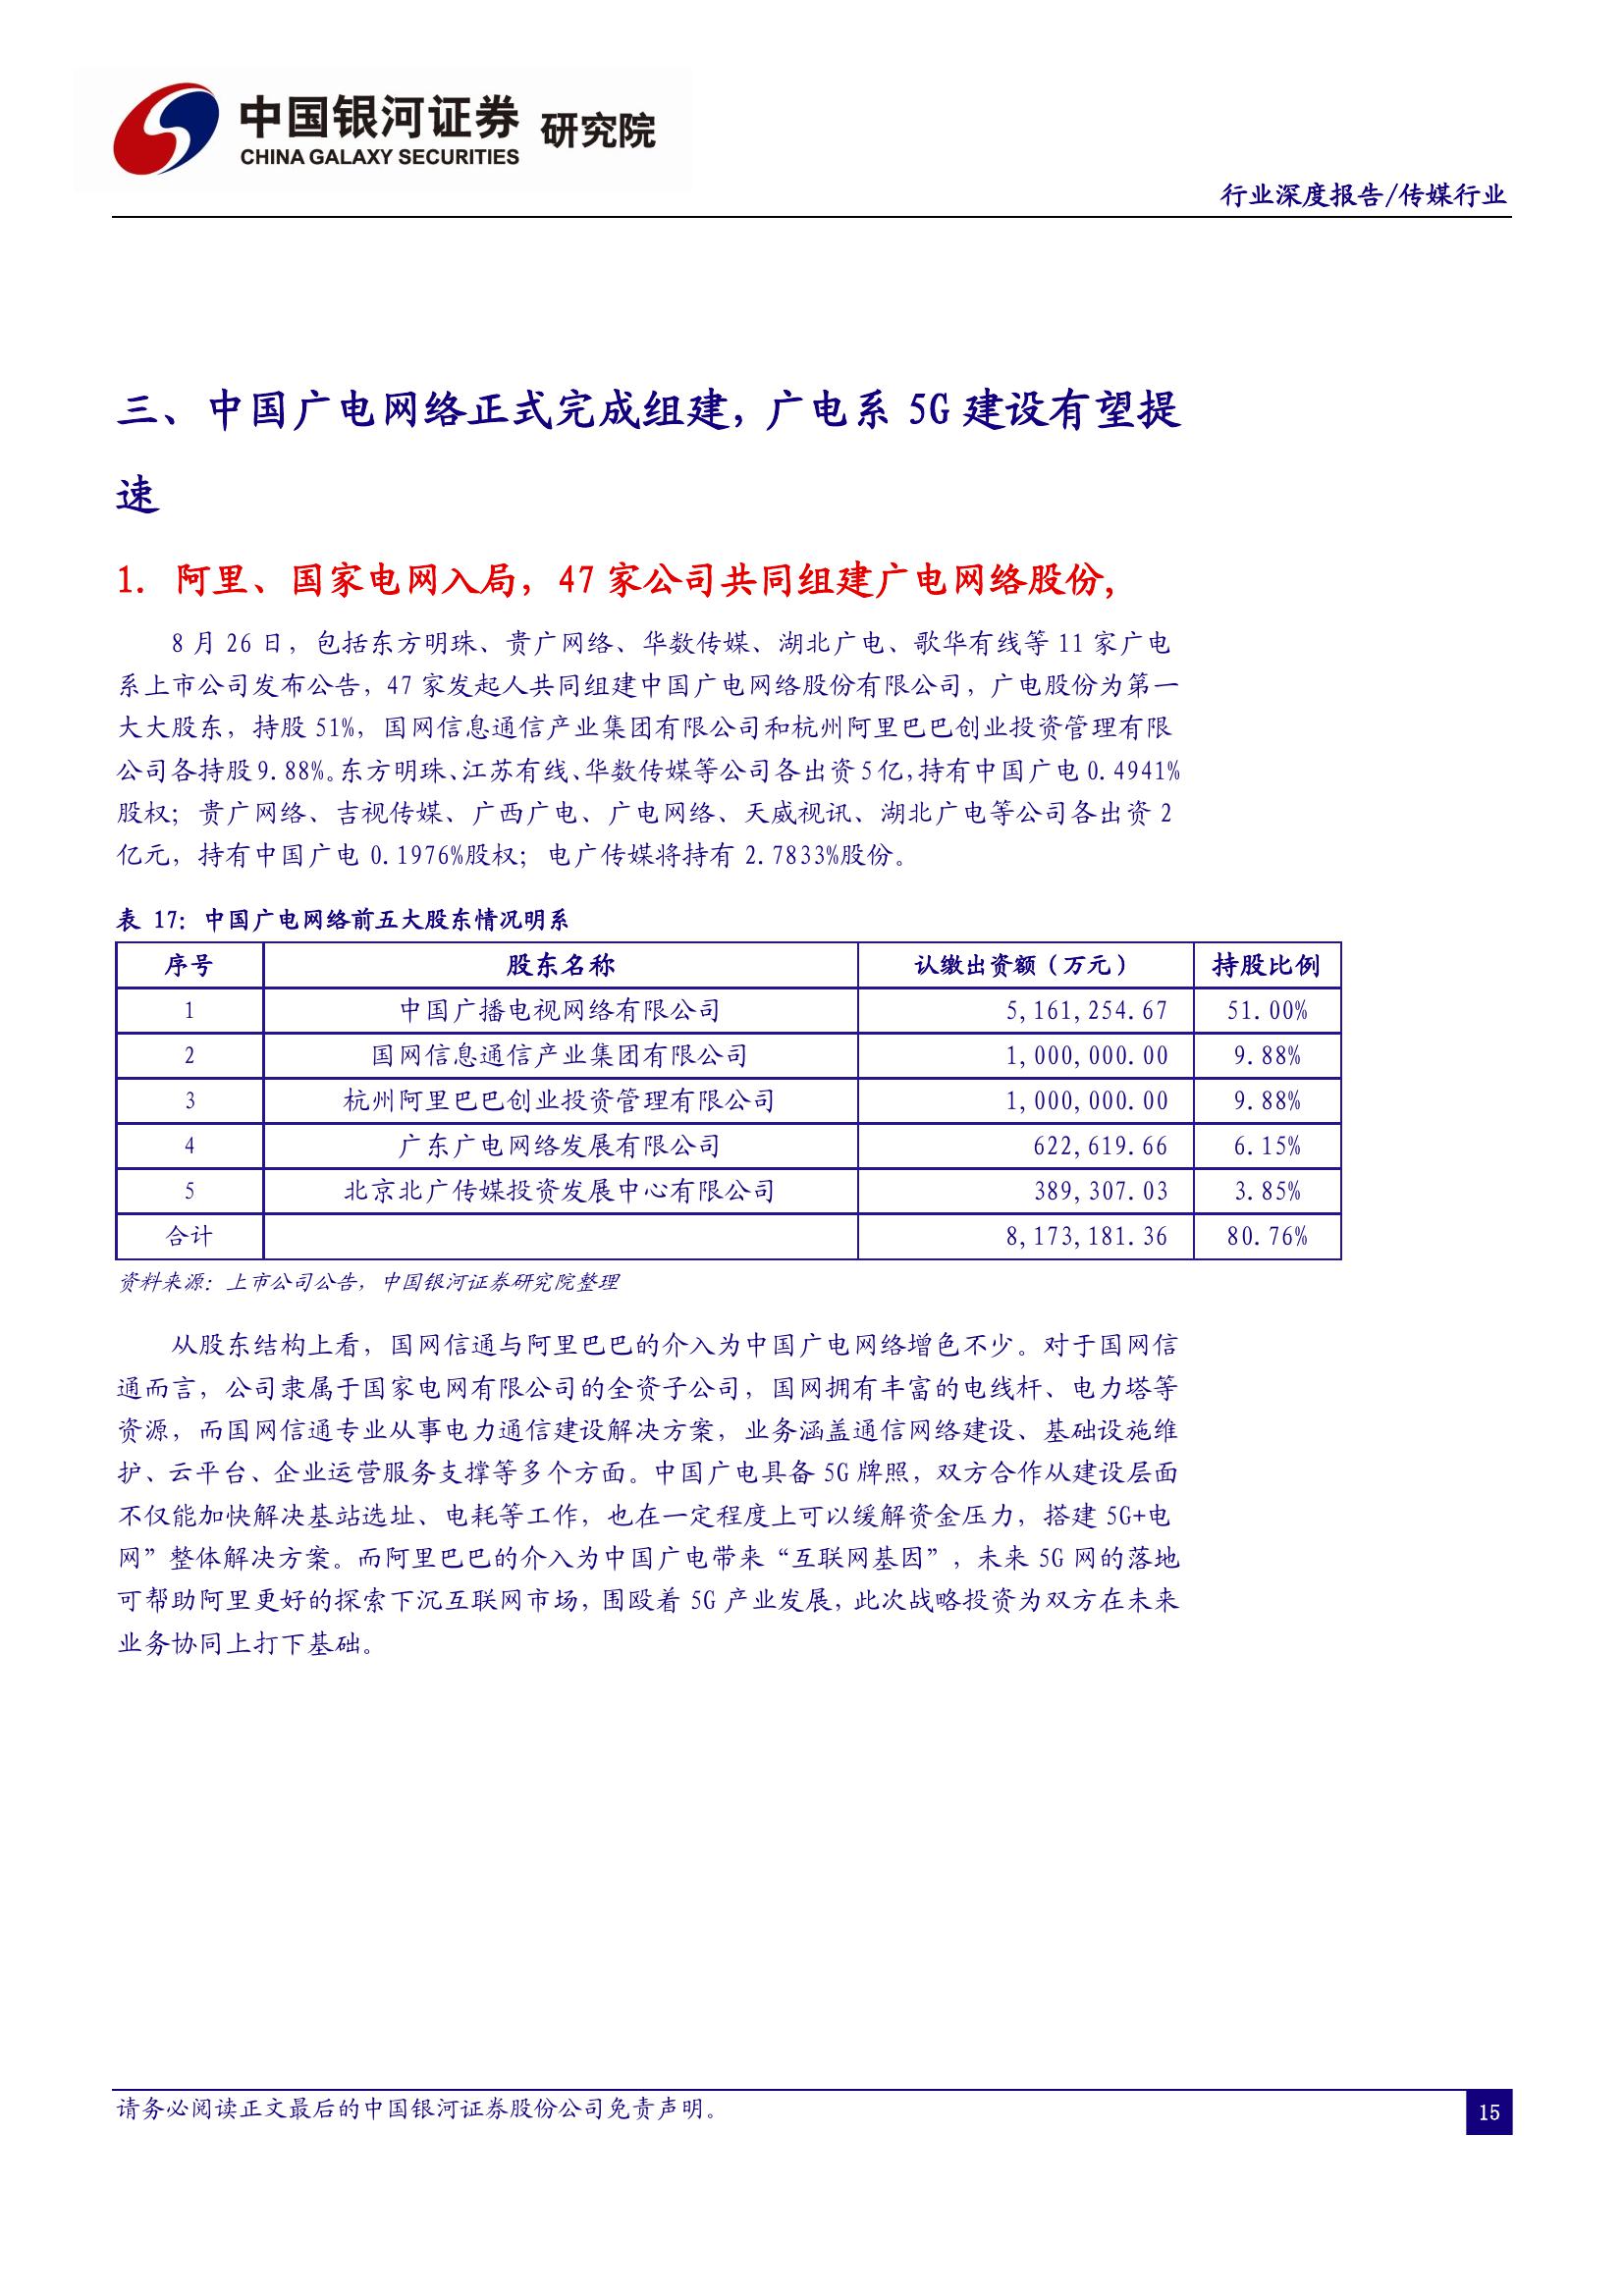 中国银河证券 研究院
CHINA GALAXY SECURITIES
行业深度报告/传媒行业
三、中国广电网络正式完成组建，广电系 5G 建设有望提
速
1. 阿里、国家电网入局，47 家公司共同组建广电网络股份，
8 月 26 日，包括东方明珠、贵广网络、华数传媒、湖北广电、歌华有线等 11 家广电
系上市公司发布公告，47 家发起人共同组建中国广电网络股份有限公司，广电股份为第一
大大股东，持股 51%，国网信息通信产业集团有限公司和杭州阿里巴巴创业投资管理有限
公司各持股 9.88%。东方明珠、江苏有线、华数传媒等公司各出资 5 亿，持有中国广电 0.4941%
股权；贵广网络、吉视传媒、广西广电、广电网络、天威视讯、湖北广电等公司各出资 2
亿元，持有中国广电 0.1976%股权；电广传媒将持有 2.7833%股份。
表 17：中国广电网络前五大股东情况明系
序号 股东名称 认缴出资额（万元） 持股比例
1 中国广播电视网络有限公司 5,161,254.67 51.00%
2 国网信息通信产业集团有限公司 1,000,000.00 9.88%
3 杭州阿里巴巴创业投资管理有限公司 1,000,000.00 9.88%
4 广东广电网络发展有限公司 622,619.66 6.15%
5 北京北广传媒投资发展中心有限公司 389,307.03 3.85%
合计 8,173,181.36 80.76%
资料来源：上市公司公告，中国银河证券研究院整理
从股东结构上看，国网信通与阿里巴巴的介入为中国广电网络增色不少。对于国网信
通而言，公司隶属于国家电网有限公司的全资子公司，国网拥有丰富的电线杆、电力塔等
资源，而国网信通专业从事电力通信建设解决方案，业务涵盖通信网络建设、基础设施维
护、云平台、企业运营服务支撑等多个方面。中国广电具备 5G 牌照，双方合作从建设层面
不仅能加快解决基站选址、电耗等工作，也在一定程度上可以缓解资金压力，搭建 5G+电
网”整体解决方案。而阿里巴巴的介入为中国广电带来“互联网基因”，未来 5G 网的落地
可帮助阿里更好的探索下沉互联网市场，围殴着 5G 产业发展，此次战略投资为双方在未来
业务协同上打下基础。
请务必阅读正文最后的中国银河证券股份公司免责声明。
15